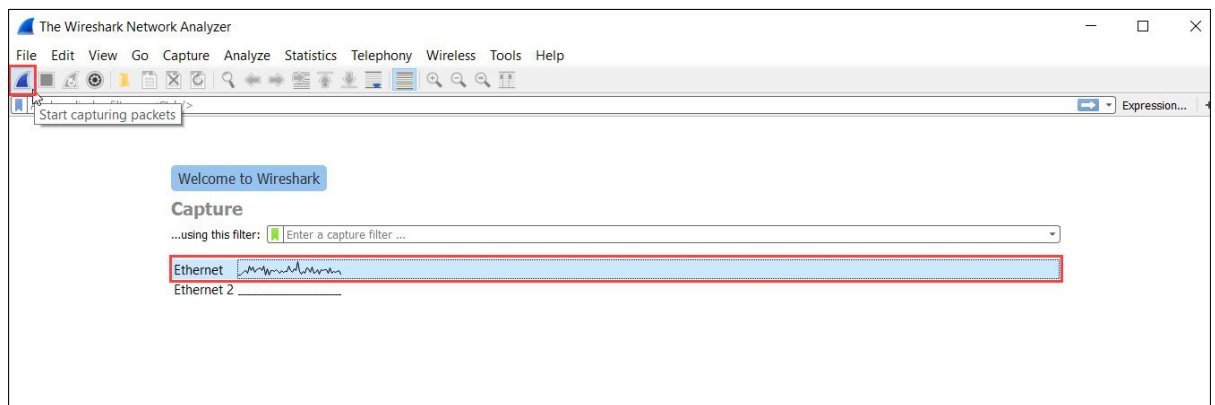 The Wireshark Network Analyzer
File Edit View Go Capture Analyze Statistics Telephony Wireless Tools Help
Expression... +
Start capturing packets
Welcome to Wireshark
Capture
...using this filter: Enter a capture filter ...
Ethernet
Ethernet 2